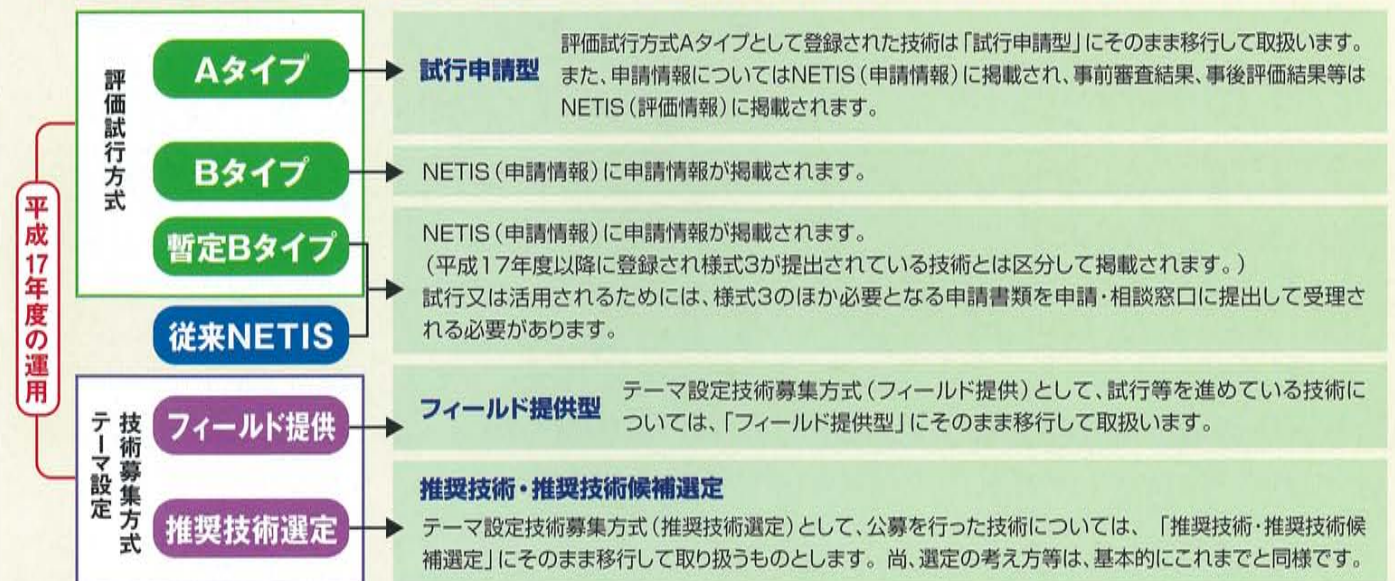 平成17年度の運用
評価試行方式
Aタイプ
試行申請型
評価試行方式Aタイプとして登録された技術は「試行申請型」にそのまま移行して取扱います。
また、申請情報についてはNETIS(申請情報)に掲載され、事前審査結果、事後評価結果等は
NETIS(評価情報)に掲載されます。
Bタイプ
NETIS(申請情報)に申請情報が掲載されます。
暫定Bタイプ
従来NETIS
NETIS(申請情報)に申請情報が掲載されます。
(平成17年度以降に登録され様式3が提出されている技術とは区分して掲載されます。)
試行又は活用されるためには、様式3のほか必要となる申請書類を申請・相談窓口に提出して受理さ
れる必要があります。
技術募集方式
テーマ設定
フィールド提供
フィールド提供型
テーマ設定技術募集方式(フィールド提供)として、試行等を進めている技術に
ついては、「フィールド提供型」にそのまま移行して取扱います。
推奨技術選定
推奨技術・推奨技術候補選定
テーマ設定技術募集方式(推奨技術選定)として、公募を行った技術については、「推奨技術・推奨技術候
補選定」にそのまま移行して取り扱うものとします。尚、選定の考え方等は、基本的にこれまでと同様です。